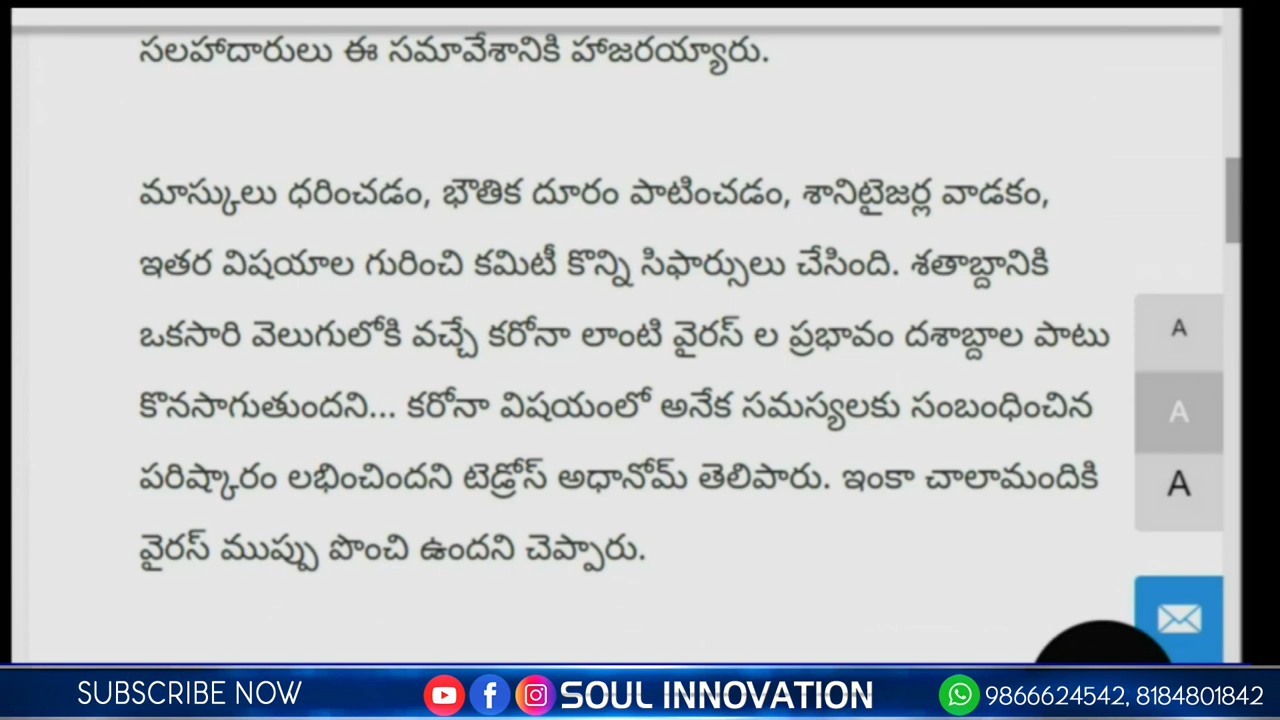 సలహాదారులు ఈ సమావేశానికి హాజరయ్యారు.
మాస్కులు ధరించడం, భౌతిక దూరం పాటించడం, శానిటైజర్ల వాడకం,
ఇతర విషయాల గురించి కమిటీ కొన్ని సిఫార్సులు చేసింది. శతాబ్దానికి
ఒకసారి వెలుగులోకి వచ్చే కరోనా లాంటి వైరస్ ల ప్రభావం దశాబ్దాల పాటు
కొనసాగుతుందని... కరోనా విషయంలో అనేక సమస్యలకు సంబంధించిన
పరిష్కారం లభించిందని టెడ్రోస్ అధానోమ్ తెలిపారు. ఇంకా చాలామందికి
వైరస్ ముప్పు పొంచి ఉందని చెప్పారు.
A
A
A
SUBSCRIBE NOW SOUL INNOVATION 9866624542, 8184801842